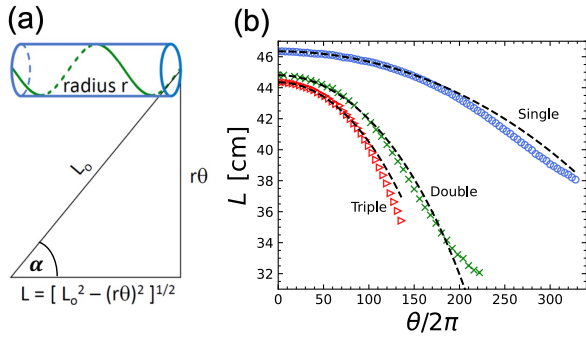 (a)
radius r
L₀
rθ
α
L = [ L₀² – (rθ)² ]¹/²
(b)
46
44
42
40
38
36
34
32
L [cm]
Single
Double
Triple
0 50 100 150 200 250 300
θ/2π